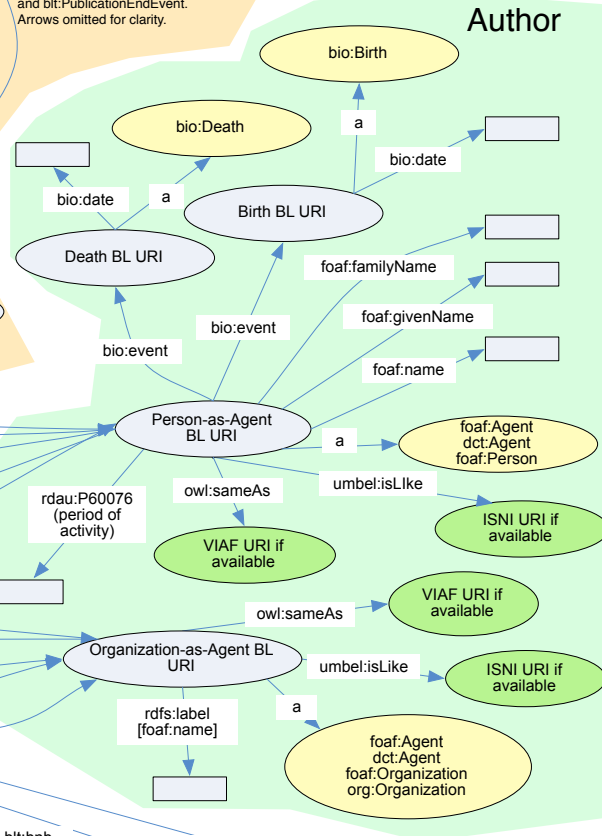 and blt:PublicationEndEvent.
Arrows omitted for clarity.
Author
bio:Birth
a
bio:Death
bio:date
bio:date
a
Birth BL URI
Death BL URI
foaf:familyName
foaf:givenName
bio:event
bio:event
foaf:name
Person-as-Agent
BL URI
a
foaf:Agent
dct:Agent
foaf:Person
rdau:P60076
(period of
activity)
owl:sameAs
umbel:isLIke
VIAF URI if
available
ISNI URI if
available
owl:sameAs
VIAF URI if
available
Organization-as-Agent BL
URI
umbel:isLike
ISNI URI if
available
rdfs:label
[foaf:name]
a
foaf:Agent
dct:Agent
foaf:Organization
org:Organization